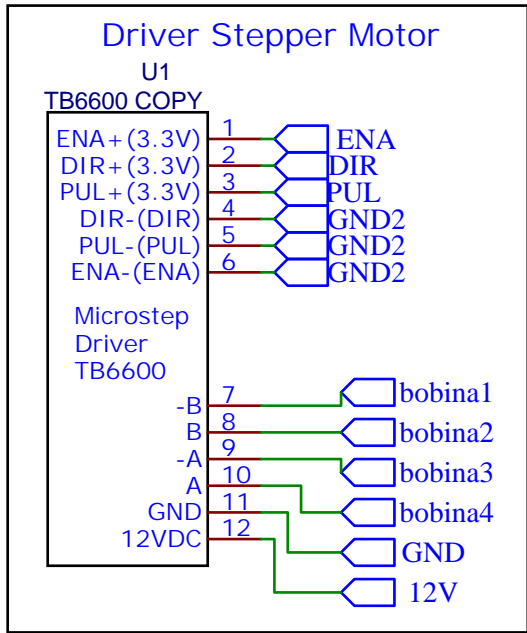 Driver Stepper Motor
U1
TB6600 COPY
ENA+(3.3V) 1 ENA
DIR+(3.3V) 2 DIR
PUL+(3.3V) 3 PUL
DIR-(DIR) 4 GND2
PUL-(PUL) 5 GND2
ENA-(ENA) 6 GND2
Microstep
Driver
TB6600
-B 7 bobina1
B 8 bobina2
-A 9 bobina3
A 10 bobina4
GND 11 GND
12VDC 12 12V